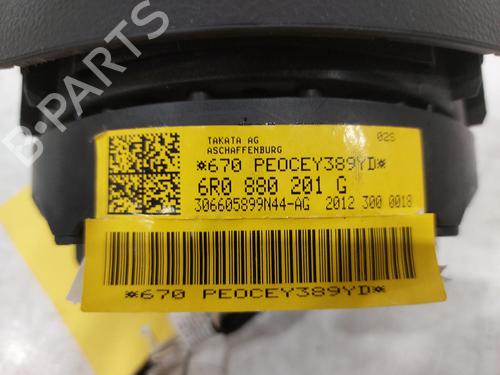 B-PARTS
TAKATA AG
ASCHAFFENBURG
02S
*670 PEOCEY389YD*
6R0 880 201 G
306605899N44-AG 2012 300 0018
*670 PEOCEY389YD*